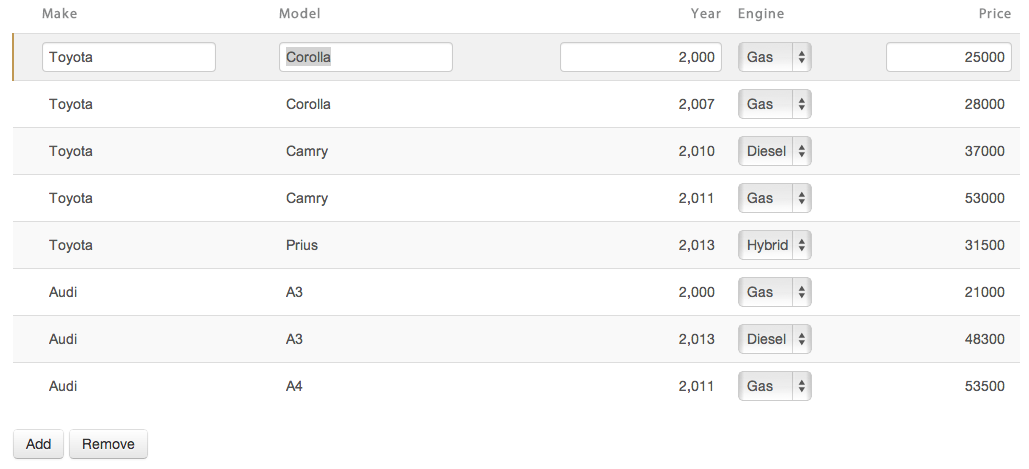 Make Model Year Engine Price
Toyota Corolla 2,000 Gas 25000
Toyota Corolla 2,007 Gas 28000
Toyota Camry 2,010 Diesel 37000
Toyota Camry 2,011 Gas 53000
Toyota Prius 2,013 Hybrid 31500
Audi A3 2,000 Gas 21000
Audi A3 2,013 Diesel 48300
Audi A4 2,011 Gas 53500
Add Remove